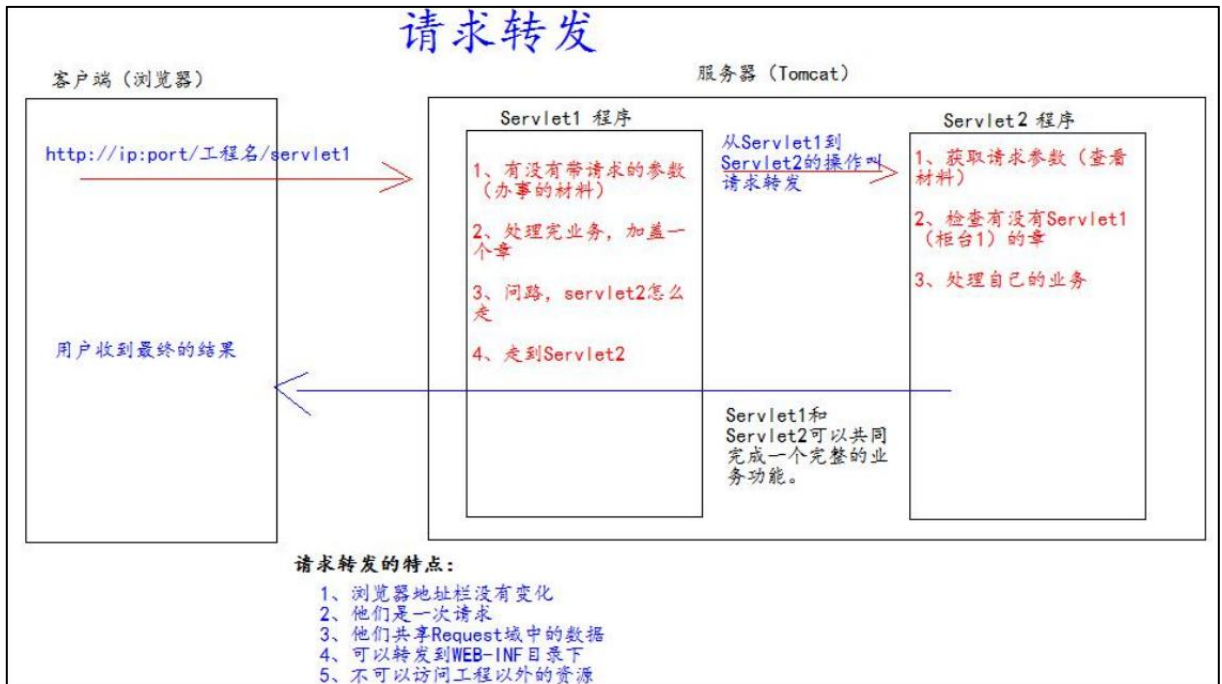 请求转发
客户端（浏览器）
服务器（Tomcat）
http://ip:port/工程名/servlet1
用户收到最终的结果
Servlet1 程序
1、有没有带请求的参数
（办事的材料）
2、处理完业务，加盖一
个章
3、问路，servlet2怎么
走
4、走到Servlet2
从Servlet1到
Servlet2的操作叫
请求转发
Servlet2 程序
1、获取请求参数（查看
材料）
2、检查有没有Servlet1
（柜台1）的章
3、处理自己的业务
Servlet1和
Servlet2可以共同
完成一个完整的业
务功能。
请求转发的特点：
1、浏览器地址栏没有变化
2、他们是一次请求
3、他们共享Request域中的数据
4、可以转发到WEB-INF目录下
5、不可以访问工程以外的资源